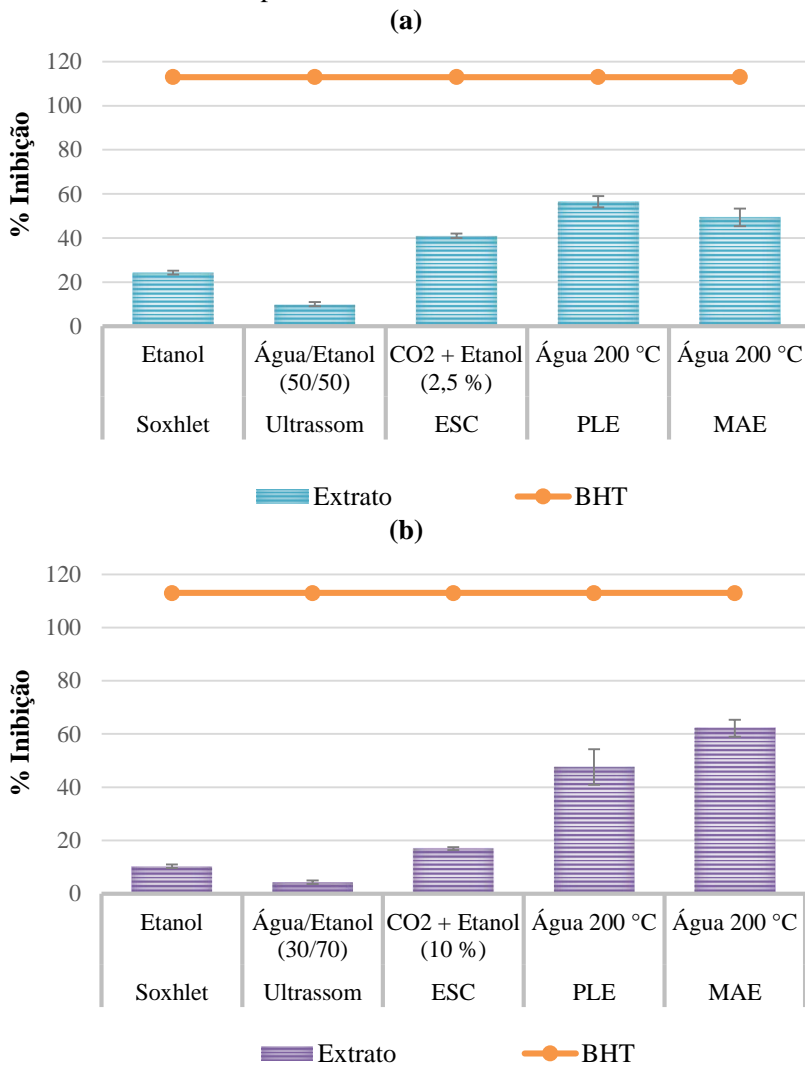 (a)
120
100
80
60
40
20
0
% Inibição
Etanol
Água/Etanol
(50/50)
CO2 + Etanol
(2,5 %)
Água 200 °C
Água 200 °C
Soxhlet
Ultrassom
ESC
PLE
MAE
Extrato
BHT
(b)
120
100
80
60
40
20
0
% Inibição
Etanol
Água/Etanol
(30/70)
CO2 + Etanol
(10 %)
Água 200 °C
Água 200 °C
Soxhlet
Ultrassom
ESC
PLE
MAE
Extrato
BHT